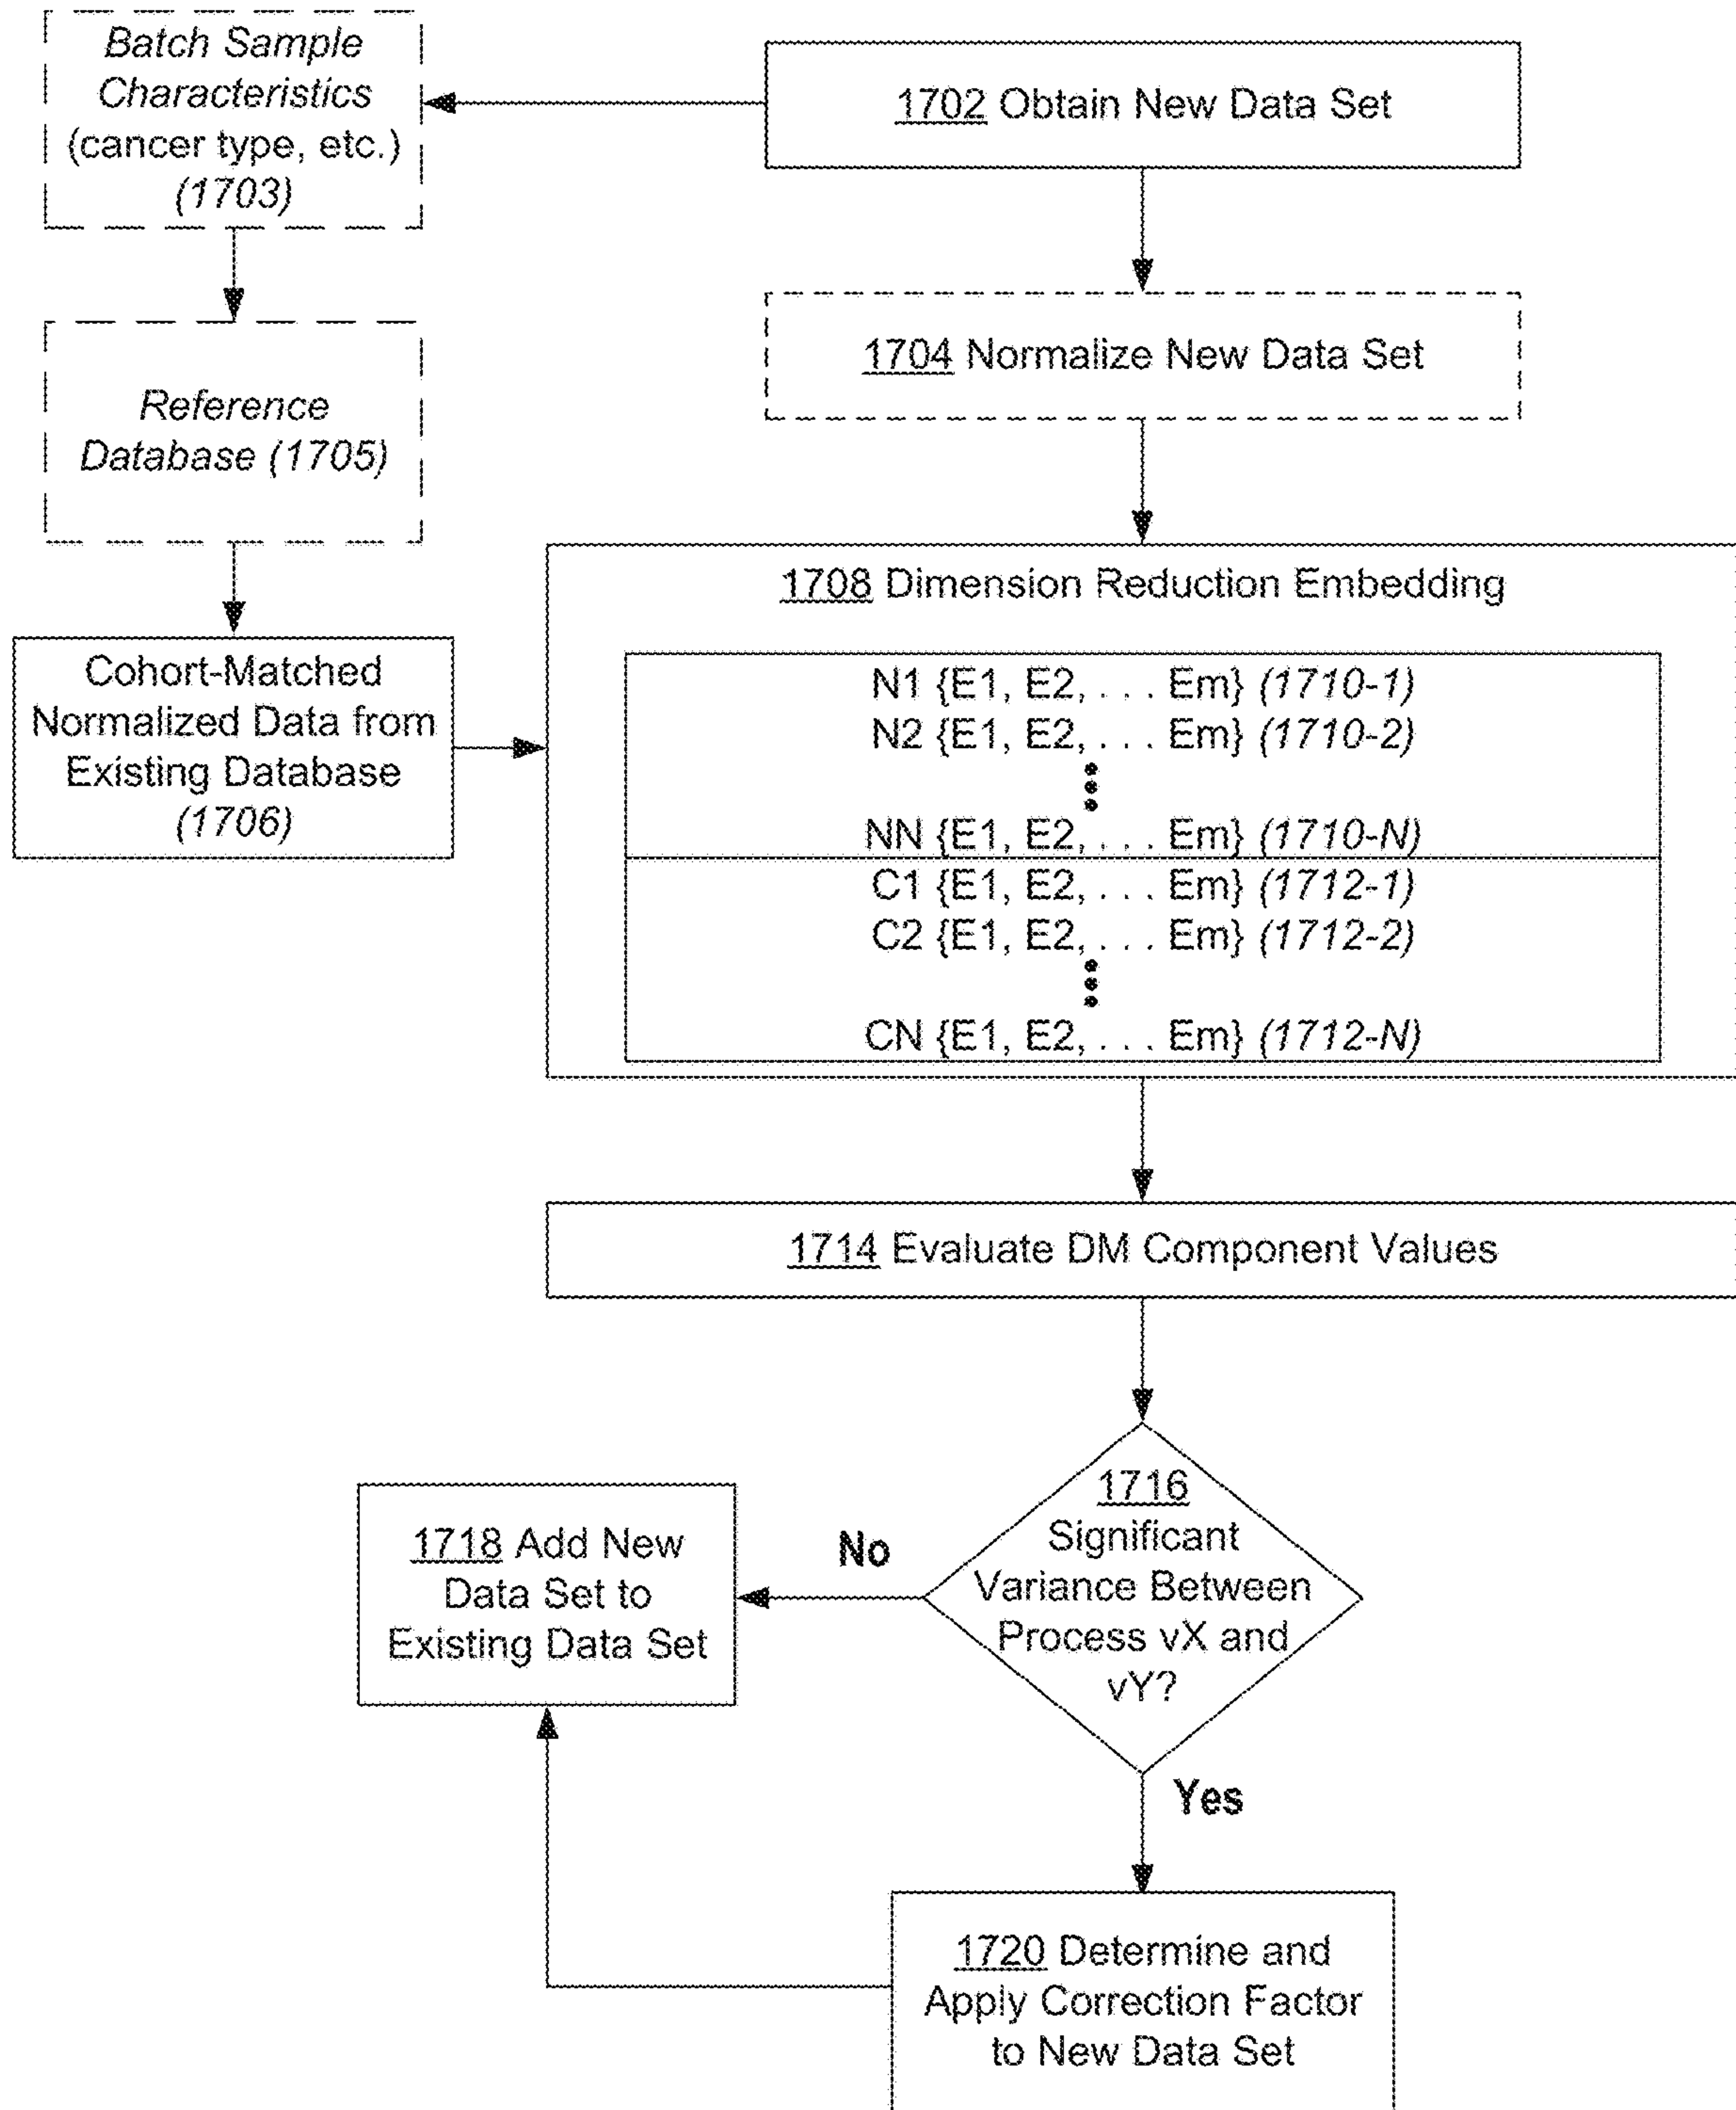 Batch Sample
Characteristics
(cancer type, etc.)
(1703)
1702 Obtain New Data Set
1704 Normalize New Data Set
Reference
Database (1705)
Cohort-Matched
Normalized Data from
Existing Database
(1706)
1708 Dimension Reduction Embedding
N1 {E1, E2, . . . Em} (1710-1)
N2 {E1, E2, . . . Em} (1710-2)
NN {E1, E2, . . . Em} (1710-N)
C1 {E1, E2, . . . Em} (1712-1)
C2 {E1, E2, . . . Em} (1712-2)
CN {E1, E2, . . . Em} (1712-N)
1714 Evaluate DM Component Values
1716
Significant
Variance Between
Process vX and
vY?
No
1718 Add New
Data Set to
Existing Data Set
Yes
1720 Determine and
Apply Correction Factor
to New Data Set